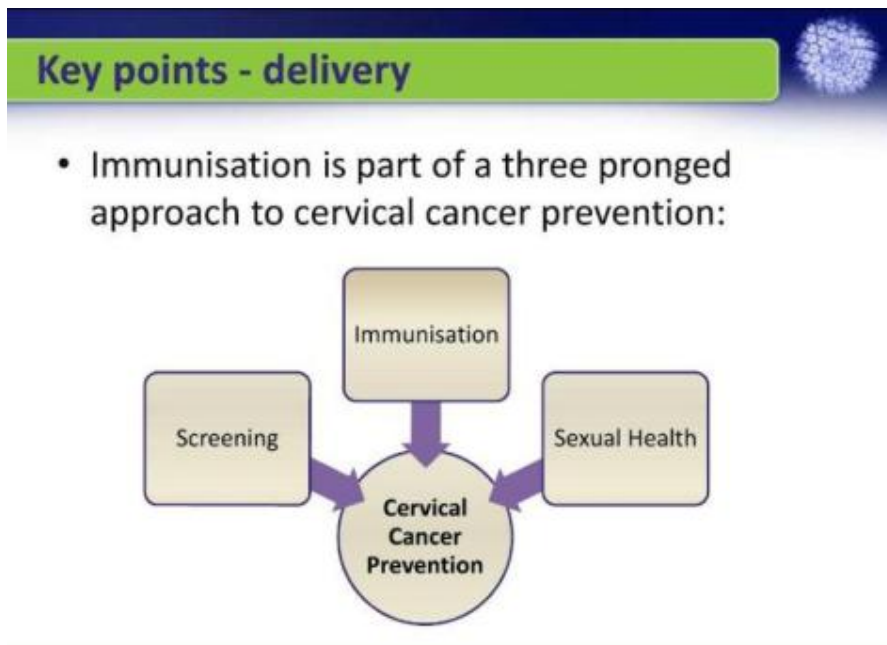 Key points - delivery
• Immunisation is part of a three pronged
approach to cervical cancer prevention:
Immunisation
Screening
Sexual Health
Cervical
Cancer
Prevention